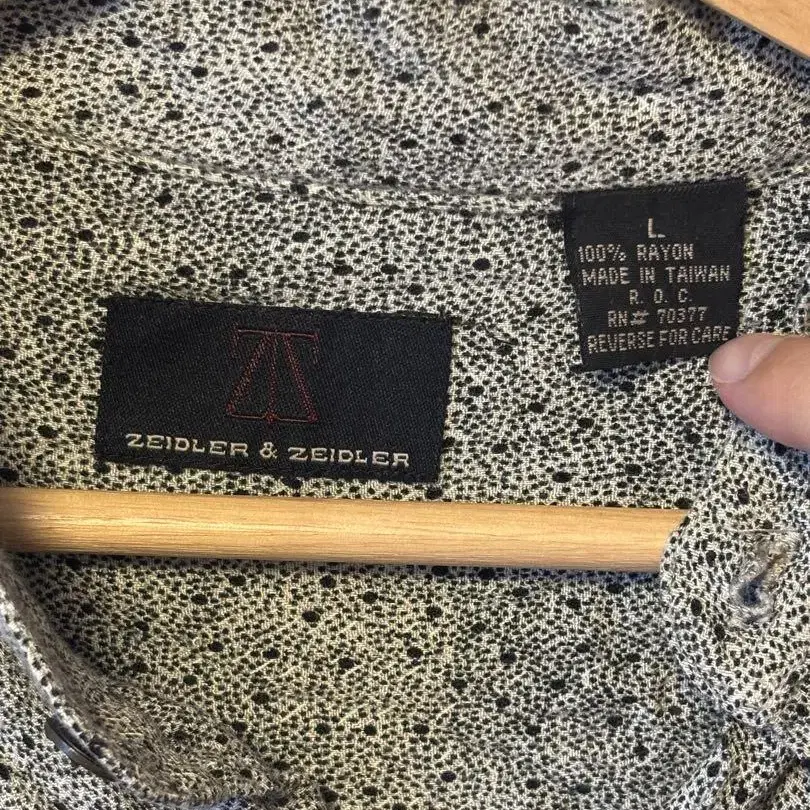 ZEIDLER & ZEIDLER
L
100% RAYON
MADE IN TAIWAN
R. O. C.
RN# 70377
REVERSE FOR CARE